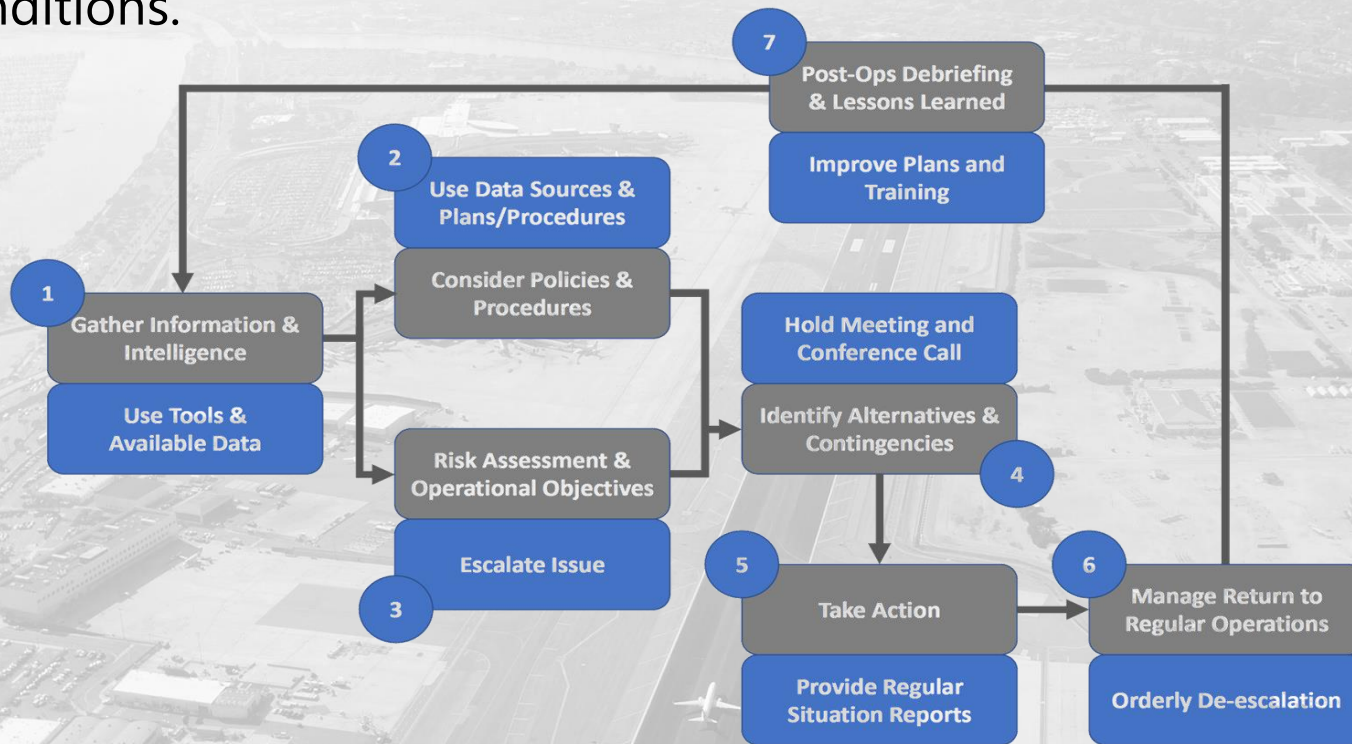 nditions.
7
Post-Ops Debriefing
& Lessons Learned
Improve Plans and
Training
2
Use Data Sources &
Plans/Procedures
Consider Policies &
Procedures
1
Gather Information &
Intelligence
Use Tools &
Available Data
Risk Assessment &
Operational Objectives
Escalate Issue
3
Hold Meeting and
Conference Call
Identify Alternatives &
Contingencies
4
5
Take Action
Provide Regular
Situation Reports
6
Manage Return to
Regular Operations
Orderly De-escalation